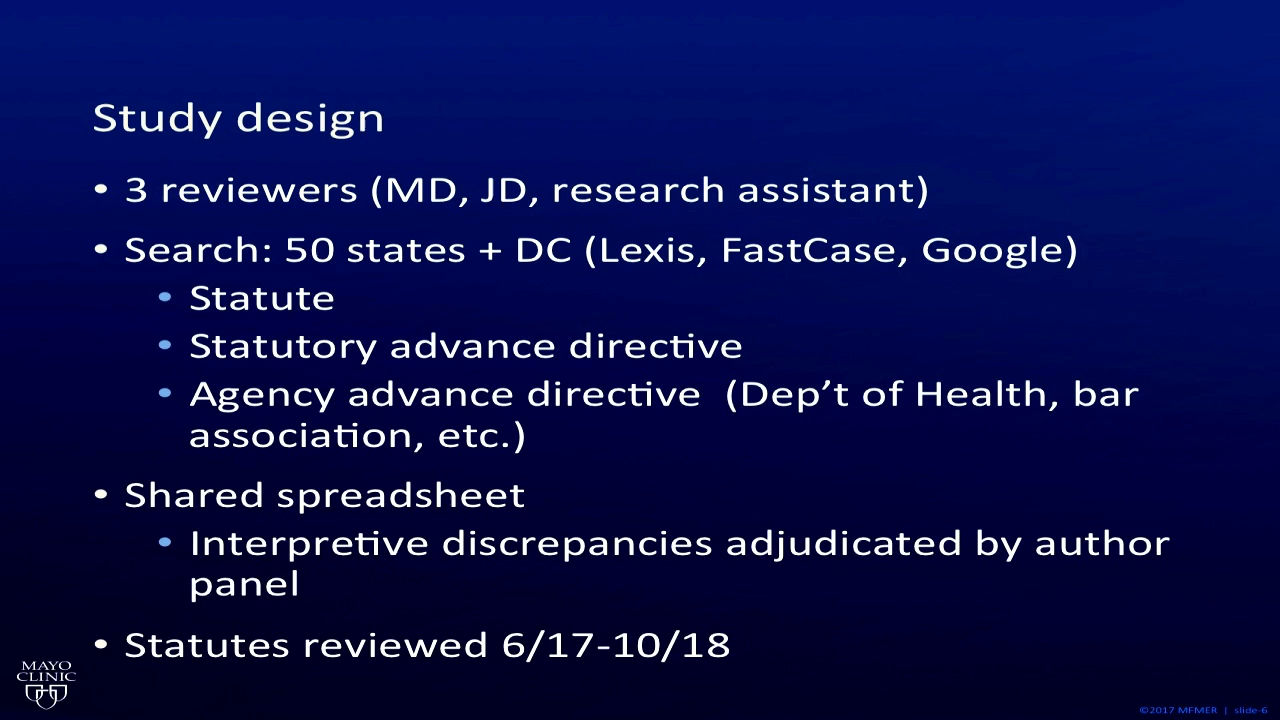 Study design
• 3 reviewers (MD, JD, research assistant)
• Search: 50 states + DC (Lexis, FastCase, Google)
• Statute
• Statutory advance directive
• Agency advance directive  (Dep’t of Health, bar
association, etc.)
• Shared spreadsheet
• Interpretive discrepancies adjudicated by author
panel
• Statutes reviewed 6/17-10/18
MAYO
CLINIC
©2017 MFMER | slide-6